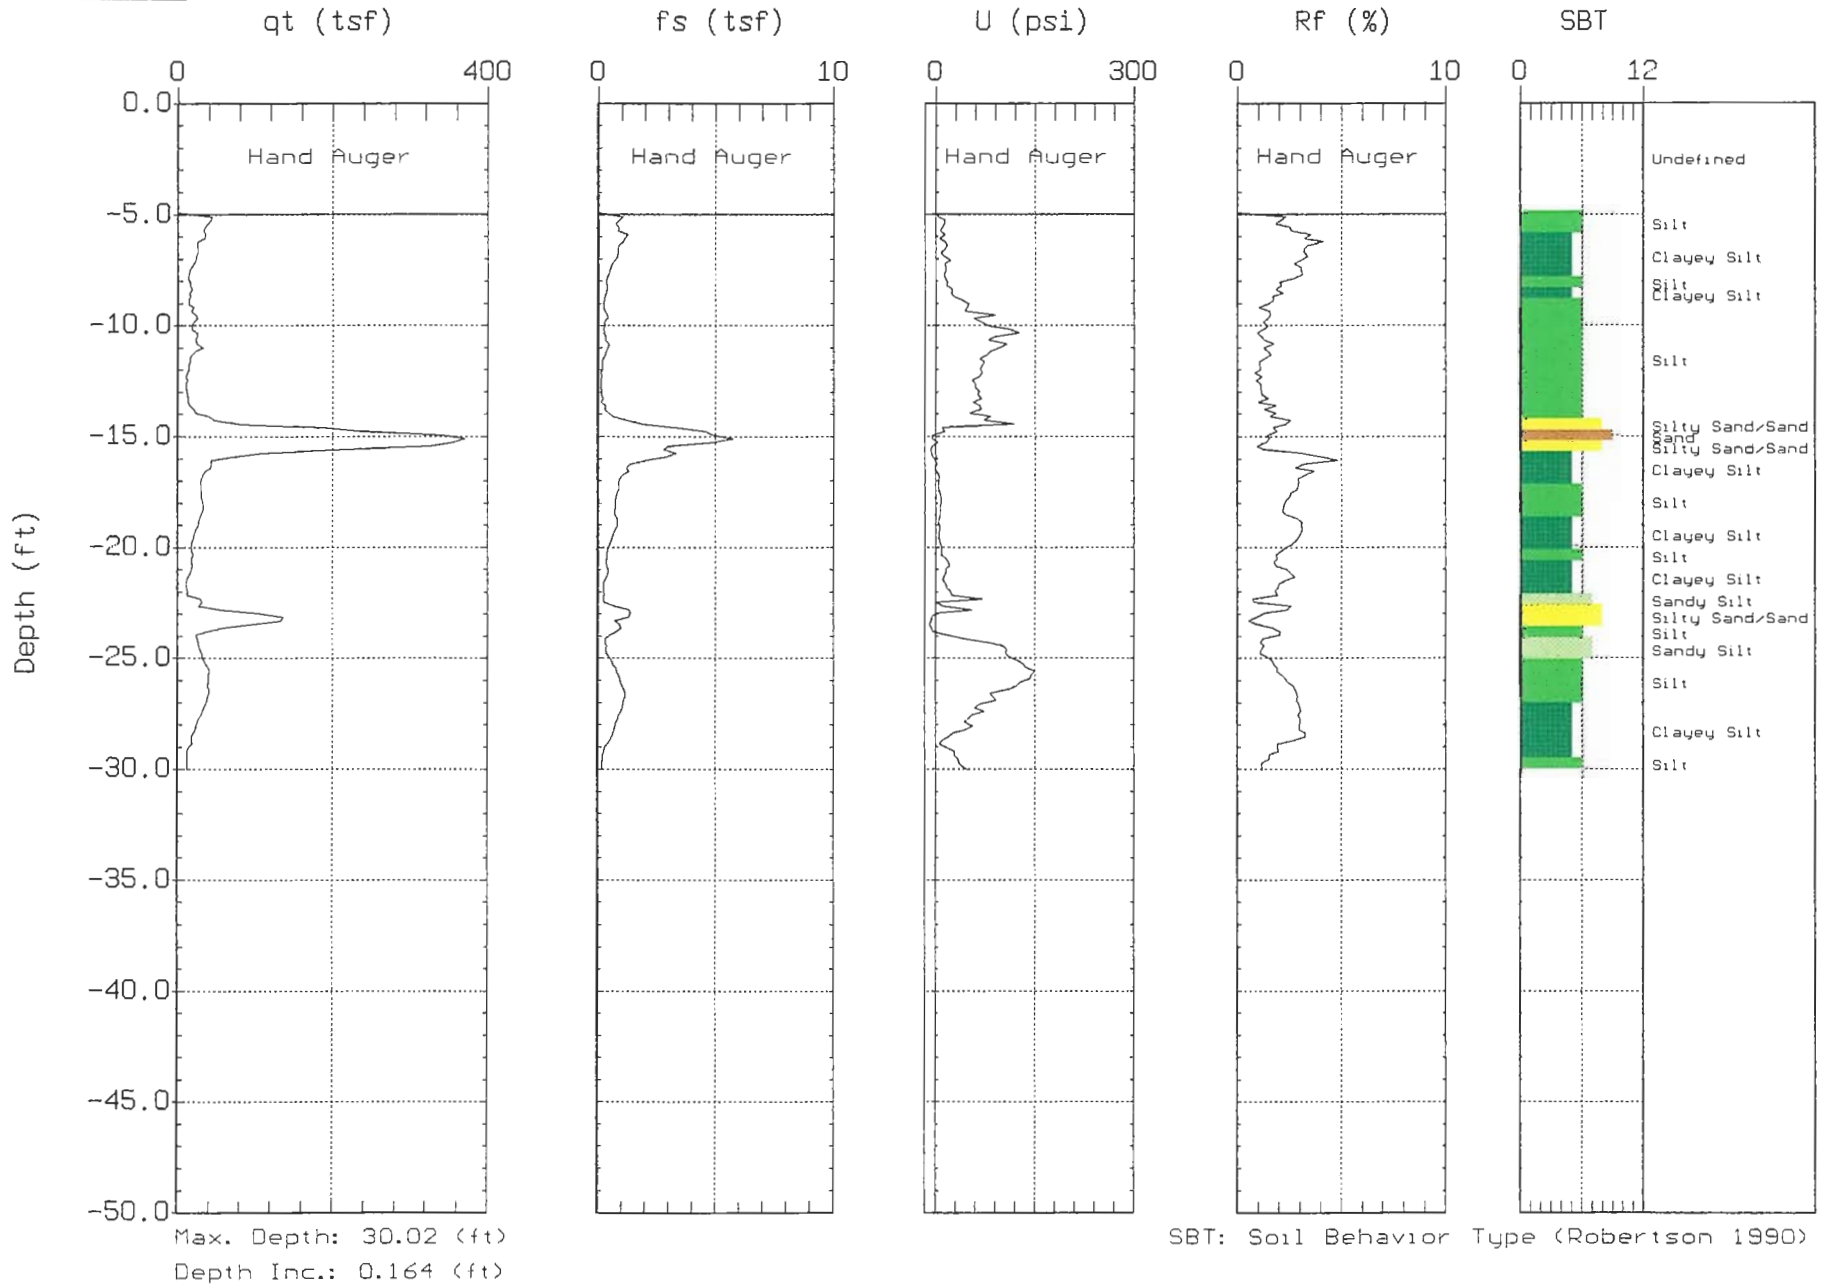 qt (tsf) fs (tsf) U (psi) Rf (%) SBT
0 400 0 10 0 300 0 10 0 12
0.0
Hand Auger Hand Auger Hand Auger Hand Auger
Undefined
-5.0
Silt
Clayey Silt
Silt
Clayey Silt
-10.0
Silt
Silty Sand/Sand
-15.0
Sand
Silty Sand/Sand
Clayey Silt
Silt
Clayey Silt
-20.0
Silt
Clayey Silt
Sandy Silt
Silty Sand/Sand
Silt
Sandy Silt
-25.0
Silt
Clayey Silt
Silt
-30.0
-35.0
-40.0
-45.0
-50.0
Depth (ft)
Max. Depth: 30.02 (ft)
SBT: Soil Behavior Type (Robertson 1990)
Depth Inc.: 0.164 (ft)